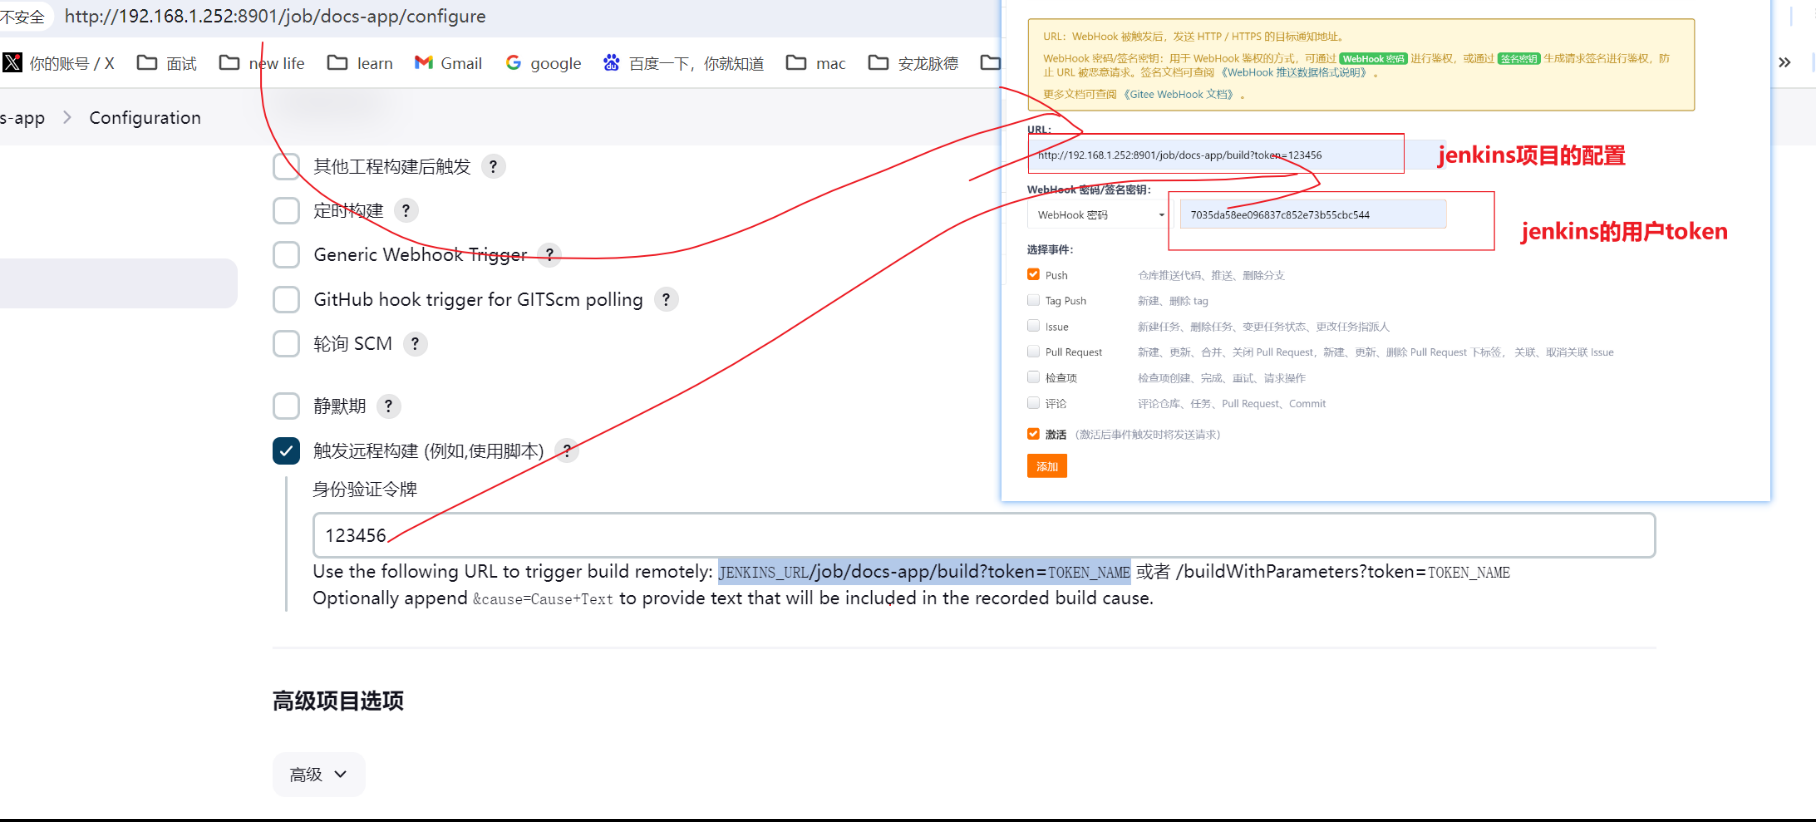 不安全 http://192.168.1.252:8901/job/docs-app/configure
你的账号 / X 面试 new life learn Gmail google 百度一下，你就知道 mac 安龙脉德 »
s-app > Configuration
其他工程构建后触发 ?
定时构建 ?
Generic Webhook Trigger ?
GitHub hook trigger for GITScm polling ?
轮询 SCM ?
静默期 ?
触发远程构建 (例如,使用脚本) ?
身份验证令牌
123456
Use the following URL to trigger build remotely: JENKINS_URL/job/docs-app/build?token=TOKEN_NAME 或者 /buildWithParameters?token=TOKEN_NAME
Optionally append &cause=Cause+Text to provide text that will be included in the recorded build cause.
高级项目选项
高级
URL：WebHook 被触发后，发送 HTTP / HTTPS 的目标通知地址。
WebHook 密码/签名密钥：用于 WebHook 鉴权的方式，可通过 WebHook 密码 进行鉴权，或通过 签名密钥 生成请求签名进行鉴权，防
止 URL 被恶意请求。签名文档可查阅 《WebHook 推送数据格式说明》 。
更多文档可查阅 《Gitee WebHook 文档》 。
URL：
http://192.168.1.252:8901/job/docs-app/build?token=123456
jenkins项目的配置
WebHook 密码/签名密钥：
WebHook 密码 7035da58ee096837c852e73b55cbc544
jenkins的用户token
选择事件：
Push 仓库推送代码、推送、删除分支
Tag Push 新建、删除 tag
Issue 新建任务、删除任务、变更任务状态、更改任务指派人
Pull Request 新建、更新、合并、关闭 Pull Request，新建、更新、删除 Pull Request 下标签， 关联、取消关联 Issue
检查项 检查项创建、完成、重试、请求操作
评论 评论仓库、任务、Pull Request、Commit
激活 （激活后事件触发时将发送请求）
添加